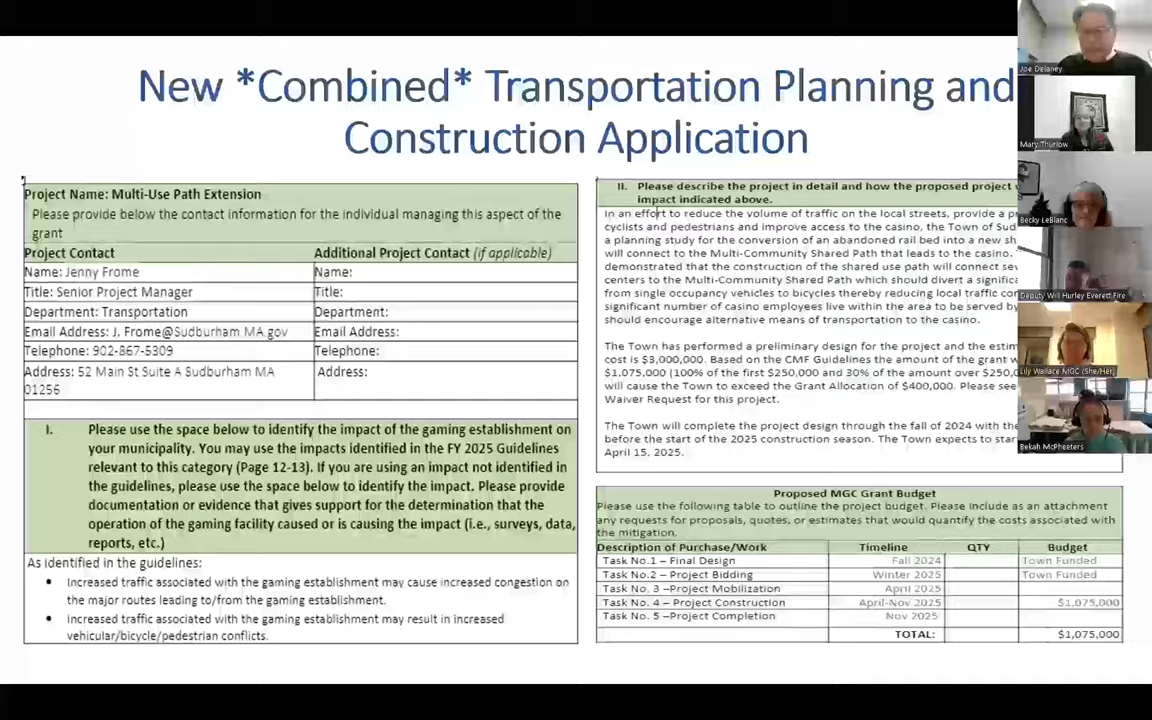 New *Combined* Transportation Planning and
Construction Application
Project Name: Multi-Use Path Extension
Please provide below the contact information for the individual managing this aspect of the
grant
Project Contact
Additional Project Contact (if applicable)
Name: Jenny Frome
Name:
Title: Senior Project Manager
Title:
Department: Transportation
Department:
Email Address: J. Frome@Sudburham MA.gov
Email Address:
Telephone: 902-867-5309
Telephone:
Address: 52 Main St Suite A Sudburham MA
01256
Address:
I. Please use the space below to identify the impact of the gaming establishment on
your municipality. You may use the impacts identified in the FY 2025 Guidelines
relevant to this category (Page 12-13). If you are using an impact not identified in
the guidelines, please use the space below to identify the impact. Please provide
documentation or evidence that gives support for the determination that the
operation of the gaming facility caused or is causing the impact (i.e., surveys, data,
reports, etc.)
As identified in the guidelines:
• Increased traffic associated with the gaming establishment may cause increased congestion on
the major routes leading to/from the gaming establishment.
• Increased traffic associated with the gaming establishment may result in increased
vehicular/bicycle/pedestrian conflicts.
II. Please describe the project in detail and how the proposed project
impact indicated above.
In an effort to reduce the volume of traffic on the local streets, provide a
cyclists and pedestrians and improve access to the casino, the Town of
a planning study for the conversion of an abandoned rail bed into a new
will connect to the Multi-Community Shared Path that leads to the casino.
demonstrated that the construction of the shared use path will connect
centers to the Multi-Community Shared Path which should divert a
from single occupancy vehicles to bicycles thereby reducing local traffic
significant number of casino employees live within the area to be served by
should encourage alternative means of transportation to the casino.
The Town has performed a preliminary design for the project and the
cost is $3,000,000. Based on the CMF Guidelines the amount of the grant
$1,075,000 (100% of the first $250,000 and 30% of the amount over
will cause the Town to exceed the Grant Allocation of $400,000. Please see
Waiver Request for this project.
The Town will complete the project design through the fall of 2024 with
before the start of the 2025 construction season. The Town expects to
April 15, 2025.
Proposed MGC Grant Budget
Please use the following table to outline the project budget. Please include as an attachment
any requests for proposals, quotes, or estimates that would quantify the costs associated with
the mitigation.
Description of Purchase/Work Timeline QTY Budget
Task No.1 – Final Design Fall 2024 Town Funded
Task No.2 – Project Bidding Winter 2025 Town Funded
Task No. 3 –Project Mobilization April 2025
Task No. 4 – Project Construction April-Nov 2025 $1,075,000
Task No. 5 –Project Completion Nov 2025
TOTAL: $1,075,000
Joe Delaney
Mary Thurlow
Becky LeBlanc
Deputy Will Hurley Everett Fire
Lily Wallace MGC (She/Her)
Bekah McPheeters